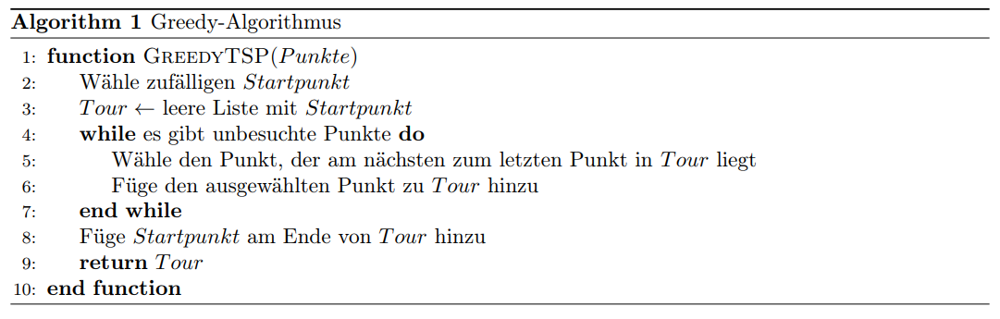 Algorithm 1 Greedy-Algorithmus
1: function GREEDYTSP(Punkte)
2: Wähle zufälligen Startpunkt
3: Tour ← leere Liste mit Startpunkt
4: while es gibt unbesuchte Punkte do
5: Wähle den Punkt, der am nächsten zum letzten Punkt in Tour liegt
6: Füge den ausgewählten Punkt zu Tour hinzu
7: end while
8: Füge Startpunkt am Ende von Tour hinzu
9: return Tour
10: end function